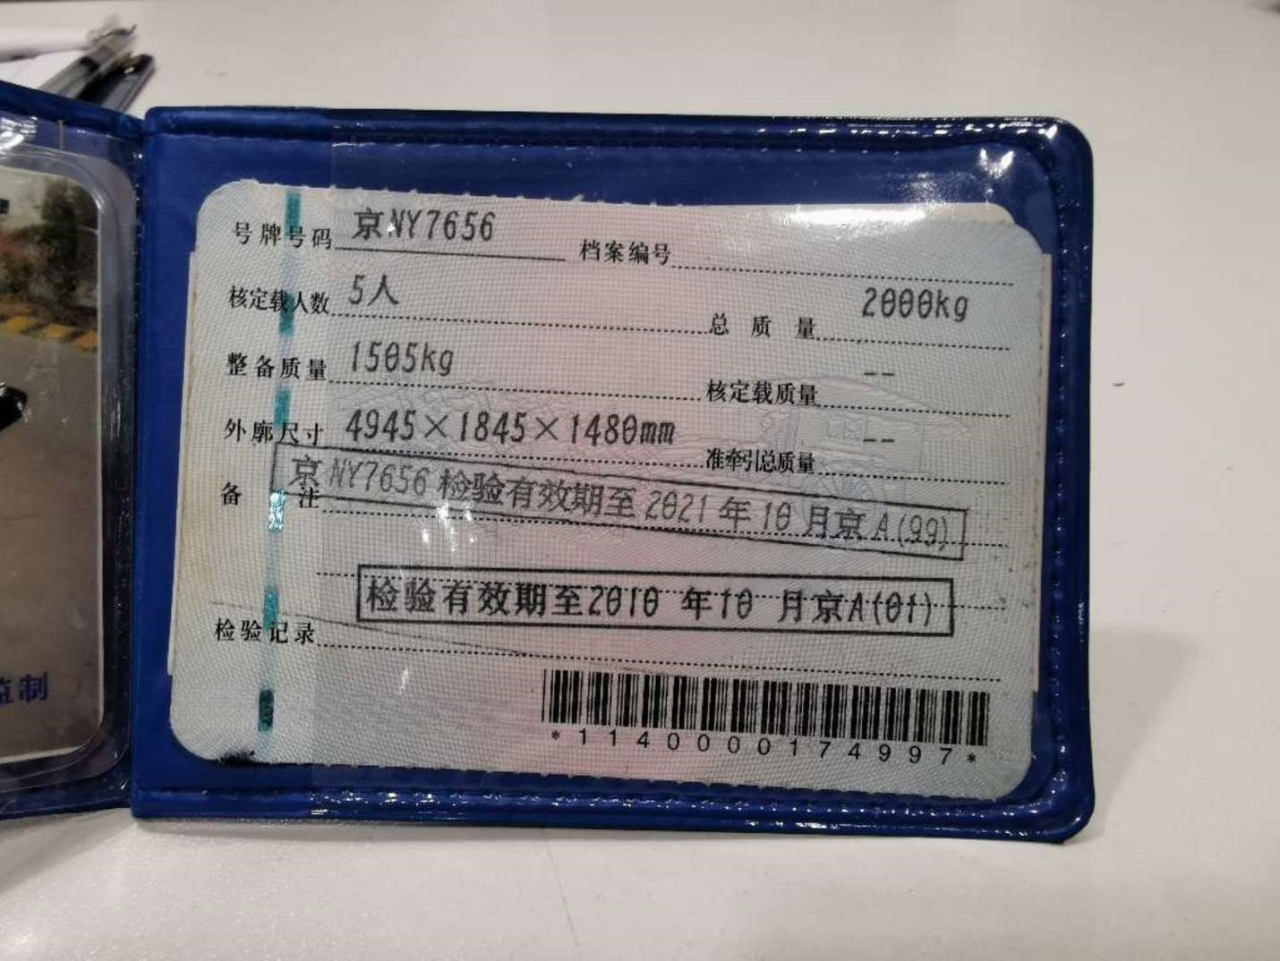 号牌号码 京NY7656 档案编号
核定载人数 5人 总质量 2000kg
整备质量 1505kg 核定载质量 --
外廓尺寸 4945×1845×1480mm 准牵引总质量 --
备注 京NY7656检验有效期至2021年10月京A(99)
检验有效期至2010年10月京A(01)
检验记录
*1140000174997*
监制